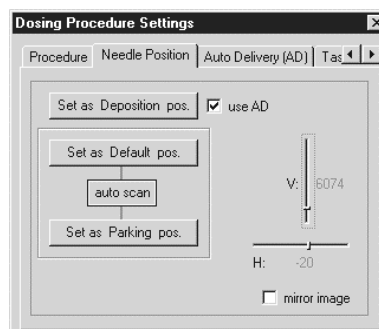 Dosing Procedure Settings
Procedure Needle Position Auto Delivery (AD) Tas
Set as Deposition pos. use AD
Set as Default pos.
auto scan
V: 6074
Set as Parking pos.
H: -20
mirror image